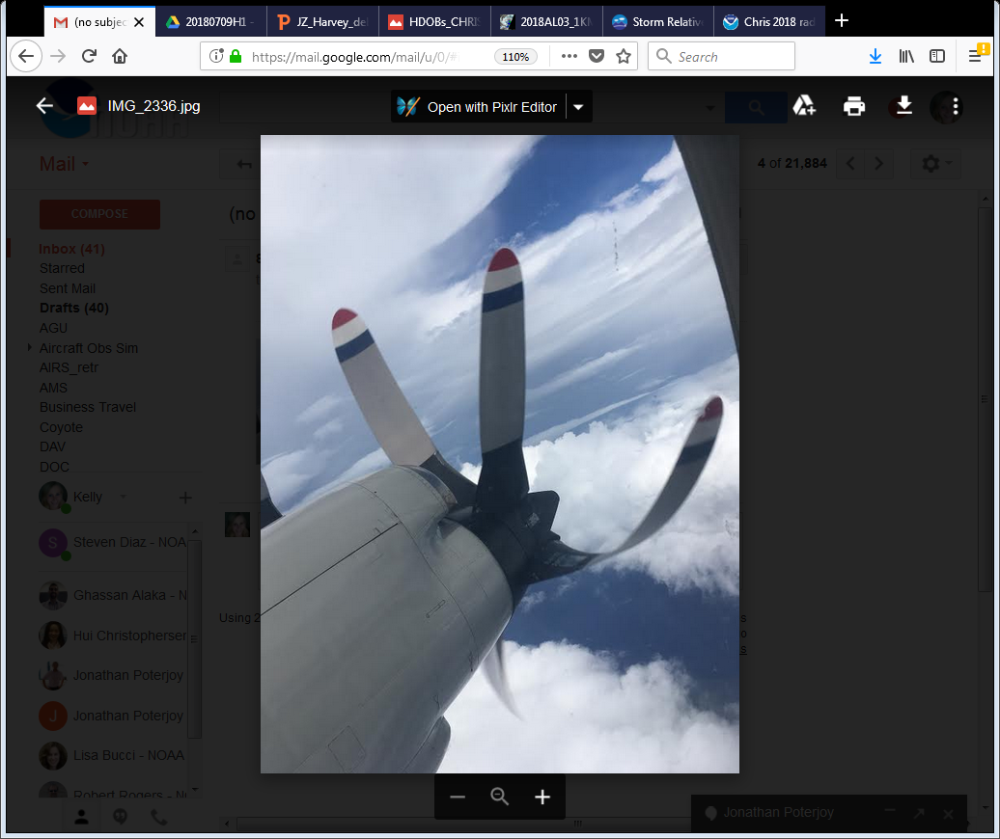 (no subjec
20180709H1 -
JZ_Harvey_del
HDOBs_CHRIS
2018AL03_1KM
Storm Relative
Chris 2018 rad
https://mail.google.com/mail/u/0/#
110%
Search
IMG_2336.jpg
Open with Pixlr Editor
Mail
4 of 21,884
COMPOSE
(no
Inbox (41)
Starred
Sent Mail
Drafts (40)
AGU
Aircraft Obs Sim
AIRS_retr
AMS
Business Travel
Coyote
DAV
DOC
Kelly
S
Steven Diaz - NOA
Ghassan Alaka - N
Using 2
Hui Christophersen
Jonathan Poterjoy
J
Jonathan Poterjoy
Lisa Bucci - NOAA
Robert Rogers - N
Jonathan Poterjoy